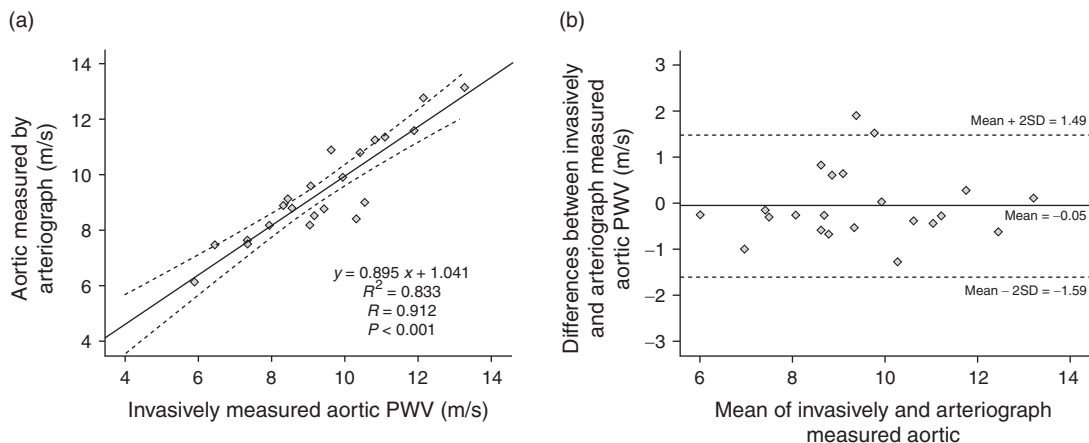 (a)
Aortic measured by
arteriograph (m/s)
14
12
10
8
6
4
y = 0.895 x + 1.041
R² = 0.833
R = 0.912
P < 0.001
4 6 8 10 12 14
Invasively measured aortic PWV (m/s)
(b)
Differences between invasively
and arteriograph measured
aortic PWV (m/s)
3
2
1
0
−1
−2
−3
Mean + 2SD = 1.49
Mean = −0.05
Mean − 2SD = −1.59
6 8 10 12 14
Mean of invasively and arteriograph
measured aortic